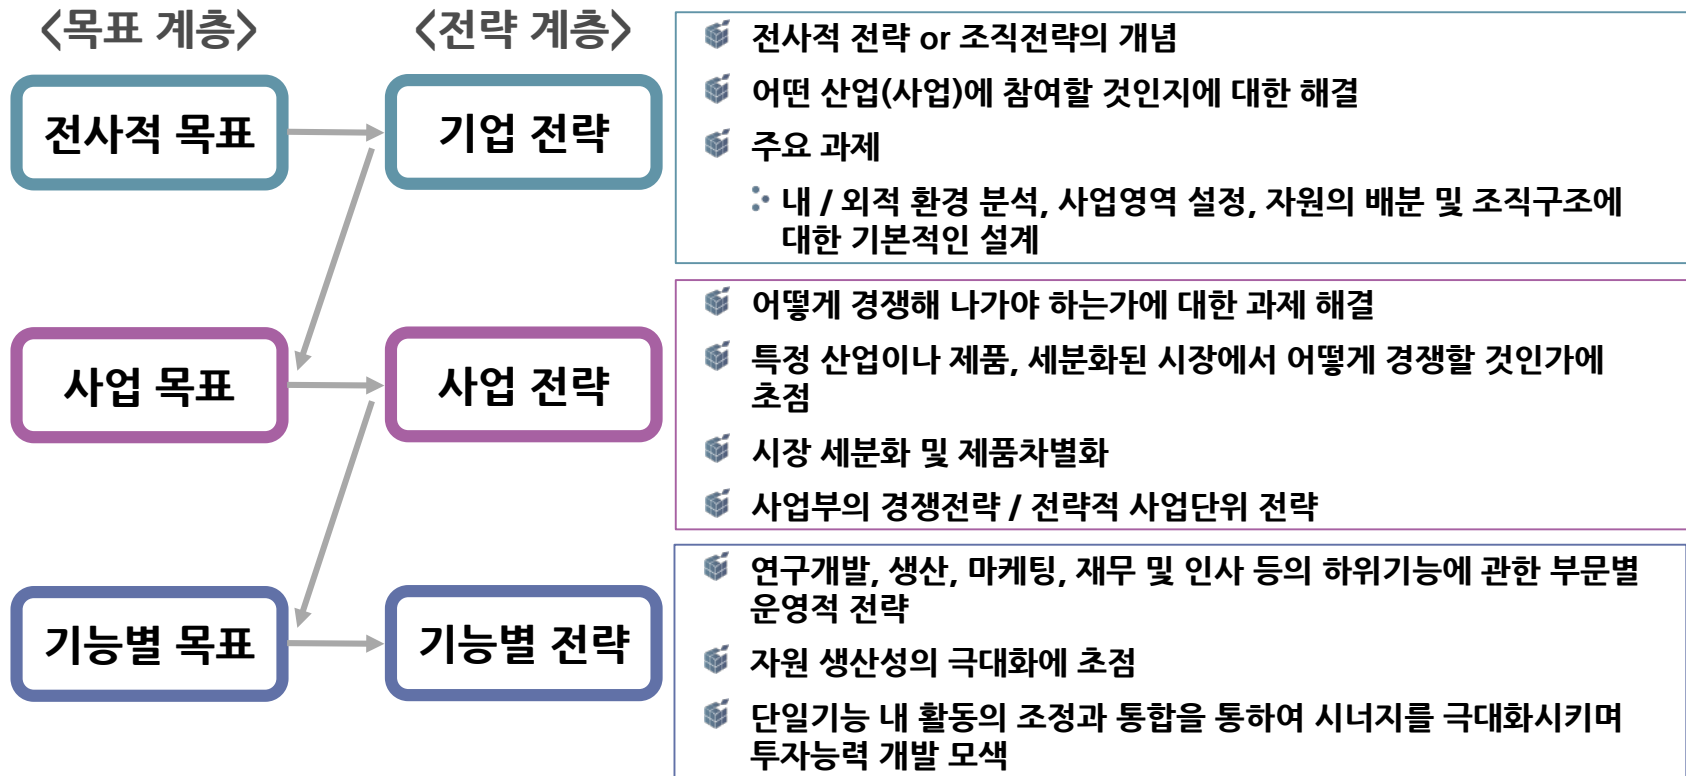 <목표 계층>
<전략 계층>
전사적 목표
기업 전략
전사적 전략 or 조직전략의 개념
어떤 산업(사업)에 참여할 것인지에 대한 해결
주요 과제
내 / 외적 환경 분석, 사업영역 설정, 자원의 배분 및 조직구조에
대한 기본적인 설계
사업 목표
사업 전략
어떻게 경쟁해 나가야 하는가에 대한 과제 해결
특정 산업이나 제품, 세분화된 시장에서 어떻게 경쟁할 것인가에
초점
시장 세분화 및 제품차별화
사업부의 경쟁전략 / 전략적 사업단위 전략
기능별 목표
기능별 전략
연구개발, 생산, 마케팅, 재무 및 인사 등의 하위기능에 관한 부문별
운영적 전략
자원 생산성의 극대화에 초점
단일기능 내 활동의 조정과 통합을 통하여 시너지를 극대화시키며
투자능력 개발 모색